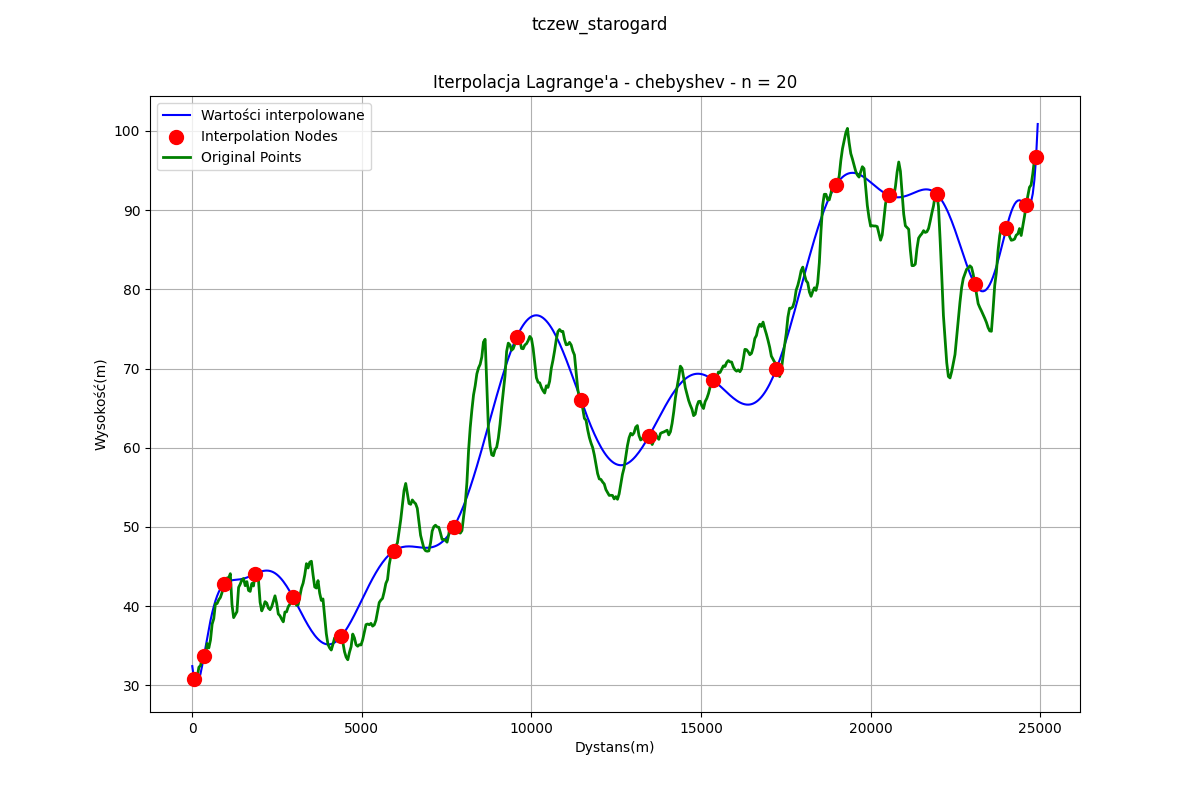 tczew_starogard
Iterpolacja Lagrange'a - chebyshev - n = 20
Wartości interpolowane
Interpolation Nodes
Original Points
100
90
80
70
60
50
40
30
Wysokość(m)
0
5000
10000
15000
20000
25000
Dystans(m)